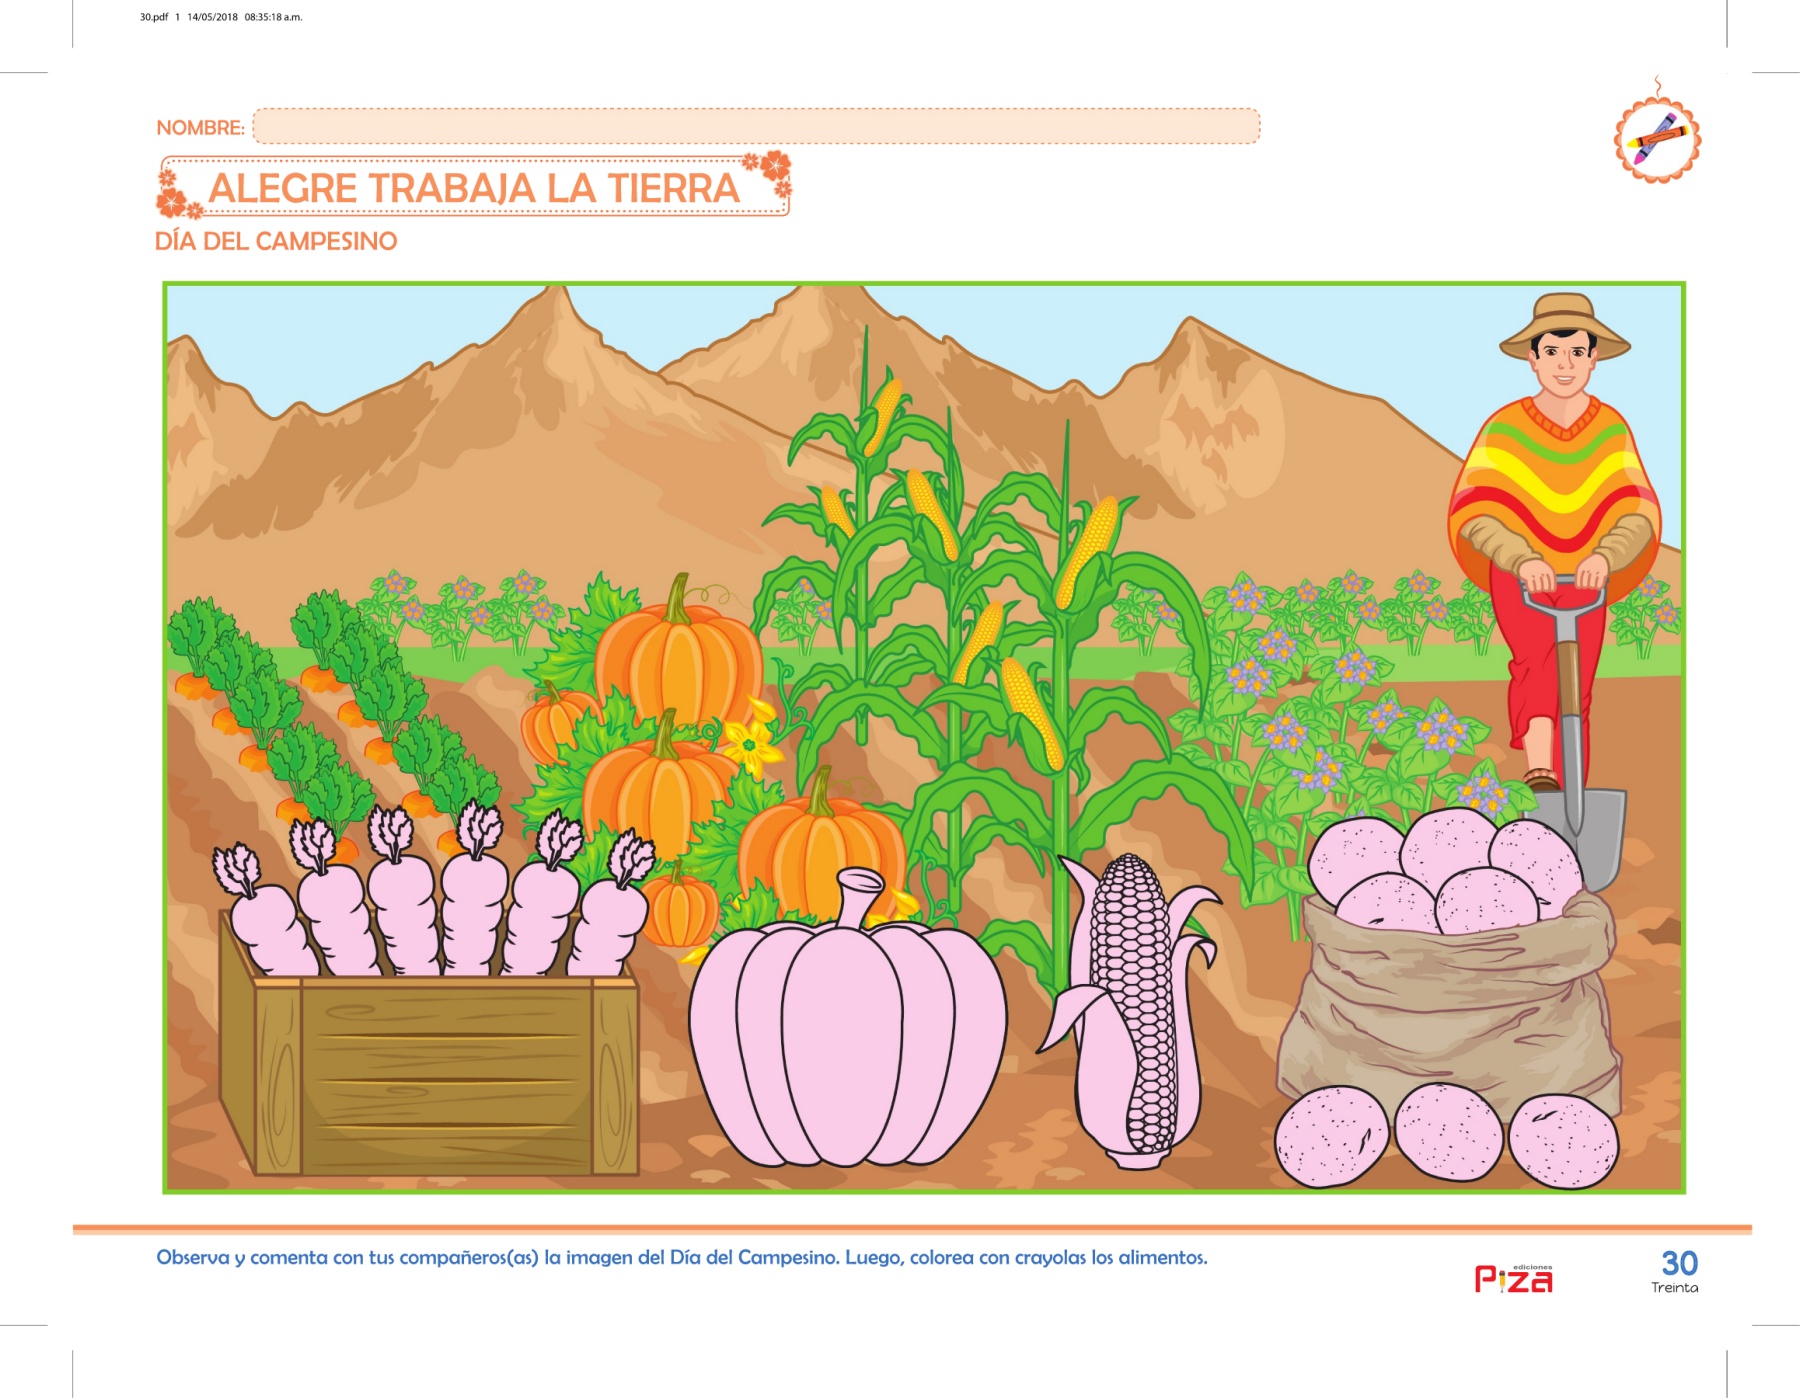 30.pdf 1 14/05/2018 08:35:18 a.m.
NOMBRE:
ALEGRE TRABAJA LA TIERRA
DÍA DEL CAMPESINO
Observa y comenta con tus compañeros(as) la imagen del Día del Campesino. Luego, colorea con crayolas los alimentos.
ediciones
Piza
30
Treinta